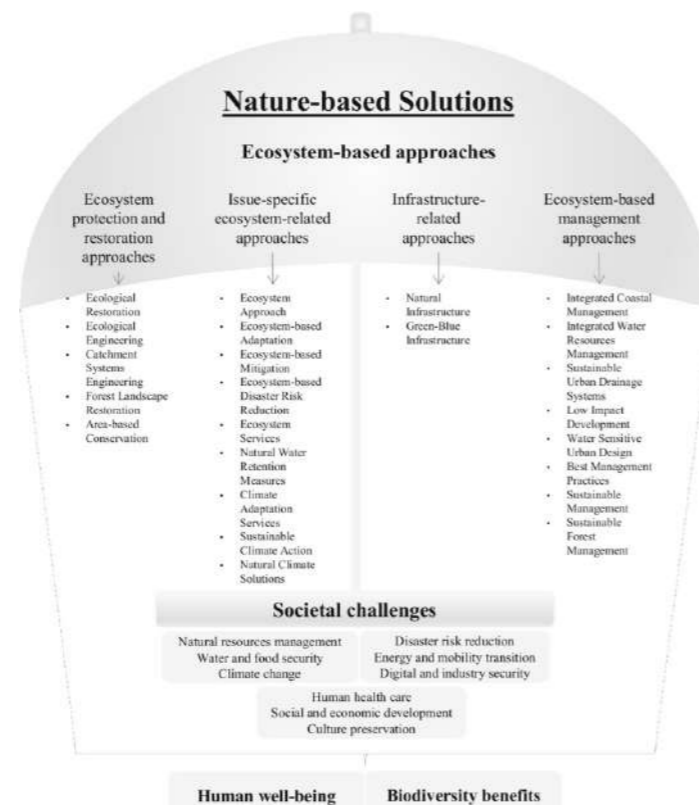 Nature-based Solutions
Ecosystem-based approaches
Ecosystem
protection and
restoration
approaches
Issue-specific
ecosystem-related
approaches
Infrastructure-
related
approaches
Ecosystem-based
management
approaches
• Ecological
Restoration
• Ecological
Engineering
• Catchment
Systems
Engineering
• Forest Landscape
Restoration
• Area-based
Conservation
• Ecosystem
Approach
• Ecosystem-based
Adaptation
• Ecosystem-based
Mitigation
• Ecosystem-based
Disaster Risk
Reduction
• Ecosystem
Services
• Natural Water
Retention
Measures
• Climate
Adaptation
Services
• Sustainable
Climate Action
• Natural Climate
Solutions
• Natural
Infrastructure
• Green-Blue
Infrastructure
• Integrated Coastal
Management
• Integrated Water
Resources
Management
• Sustainable
Urban Drainage
Systems
• Low Impact
Development
• Water Sensitive
Urban Design
• Best Management
Practices
• Sustainable
Management
• Sustainable
Forest
Management
Societal challenges
Natural resources management
Water and food security
Climate change
Disaster risk reduction
Energy and mobility transition
Digital and industry security
Human health care
Social and economic development
Culture preservation
Human well-being
Biodiversity benefits